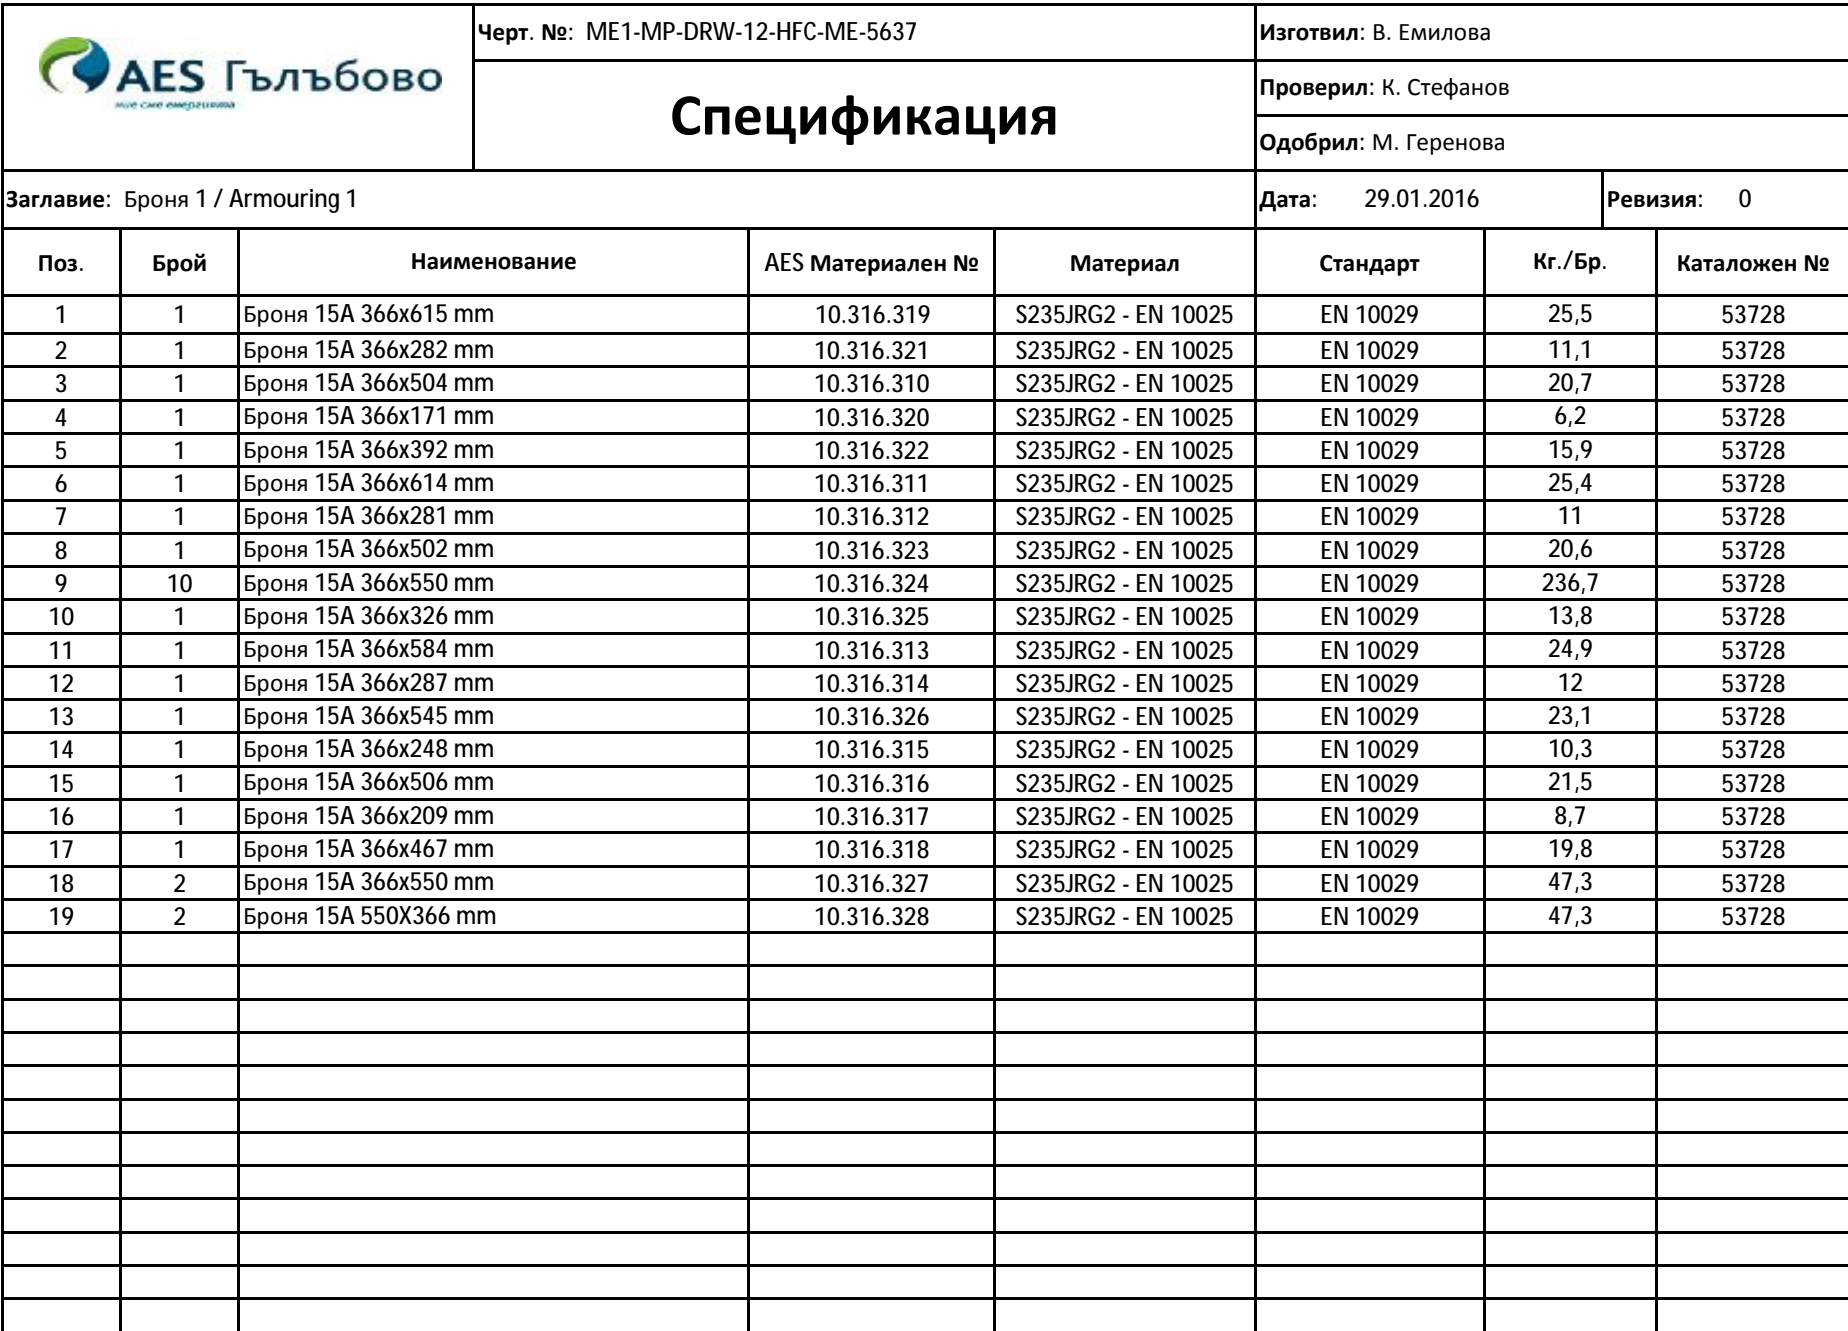 AES Гълъбово
ние сме енергията
Черт. №: ME1-MP-DRW-12-HFC-ME-5637
Спецификация
Изготвил: В. Емилова
Проверил: К. Стефанов
Одобрил: М. Геренова
Заглавие: Броня 1 / Armouring 1
Дата: 29.01.2016
Ревизия: 0
Поз. Брой Наименование AES Материален № Материал Стандарт Кг./Бр. Каталожен №
1 1 Броня 15A 366x615 mm 10.316.319 S235JRG2 - EN 10025 EN 10029 25,5 53728
2 1 Броня 15A 366x282 mm 10.316.321 S235JRG2 - EN 10025 EN 10029 11,1 53728
3 1 Броня 15A 366x504 mm 10.316.310 S235JRG2 - EN 10025 EN 10029 20,7 53728
4 1 Броня 15A 366x171 mm 10.316.320 S235JRG2 - EN 10025 EN 10029 6,2 53728
5 1 Броня 15A 366x392 mm 10.316.322 S235JRG2 - EN 10025 EN 10029 15,9 53728
6 1 Броня 15A 366x614 mm 10.316.311 S235JRG2 - EN 10025 EN 10029 25,4 53728
7 1 Броня 15A 366x281 mm 10.316.312 S235JRG2 - EN 10025 EN 10029 11 53728
8 1 Броня 15A 366x502 mm 10.316.323 S235JRG2 - EN 10025 EN 10029 20,6 53728
9 10 Броня 15A 366x550 mm 10.316.324 S235JRG2 - EN 10025 EN 10029 236,7 53728
10 1 Броня 15A 366x326 mm 10.316.325 S235JRG2 - EN 10025 EN 10029 13,8 53728
11 1 Броня 15A 366x584 mm 10.316.313 S235JRG2 - EN 10025 EN 10029 24,9 53728
12 1 Броня 15A 366x287 mm 10.316.314 S235JRG2 - EN 10025 EN 10029 12 53728
13 1 Броня 15A 366x545 mm 10.316.326 S235JRG2 - EN 10025 EN 10029 23,1 53728
14 1 Броня 15A 366x248 mm 10.316.315 S235JRG2 - EN 10025 EN 10029 10,3 53728
15 1 Броня 15A 366x506 mm 10.316.316 S235JRG2 - EN 10025 EN 10029 21,5 53728
16 1 Броня 15A 366x209 mm 10.316.317 S235JRG2 - EN 10025 EN 10029 8,7 53728
17 1 Броня 15A 366x467 mm 10.316.318 S235JRG2 - EN 10025 EN 10029 19,8 53728
18 2 Броня 15A 366x550 mm 10.316.327 S235JRG2 - EN 10025 EN 10029 47,3 53728
19 2 Броня 15A 550X366 mm 10.316.328 S235JRG2 - EN 10025 EN 10029 47,3 53728